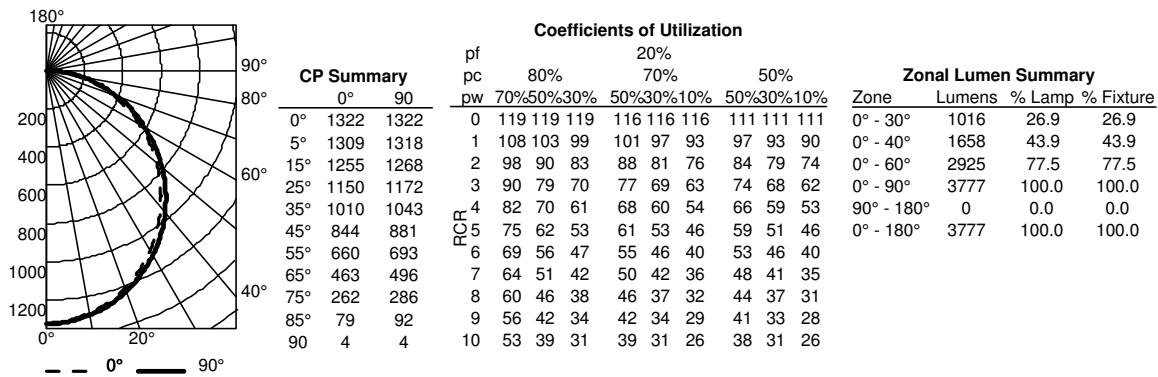 180°
90°
80°
60°
40°
200
400
600
800
1000
1200
0° 20°
0° 90°
CP Summary
0° 90
0° 1322 1322
5° 1309 1318
15° 1255 1268
25° 1150 1172
35° 1010 1043
45° 844 881
55° 660 693
65° 463 496
75° 262 286
85° 79 92
90 4 4
Coefficients of Utilization
pf 20%
pc 80% 70% 50%
pw 70%50%30% 50%30%10% 50%30%10%
RCR
0 119 119 119 116 116 116 111 111 111
1 108 103 99 101 97 93 97 93 90
2 98 90 83 88 81 76 84 79 74
3 90 79 70 77 69 63 74 68 62
4 82 70 61 68 60 54 66 59 53
5 75 62 53 61 53 46 59 51 46
6 69 56 47 55 46 40 53 46 40
7 64 51 42 50 42 36 48 41 35
8 60 46 38 46 37 32 44 37 31
9 56 42 34 42 34 29 41 33 28
10 53 39 31 39 31 26 38 31 26
Zonal Lumen Summary
Zone Lumens % Lamp % Fixture
0° - 30° 1016 26.9 26.9
0° - 40° 1658 43.9 43.9
0° - 60° 2925 77.5 77.5
0° - 90° 3777 100.0 100.0
90° - 180° 0 0.0 0.0
0° - 180° 3777 100.0 100.0